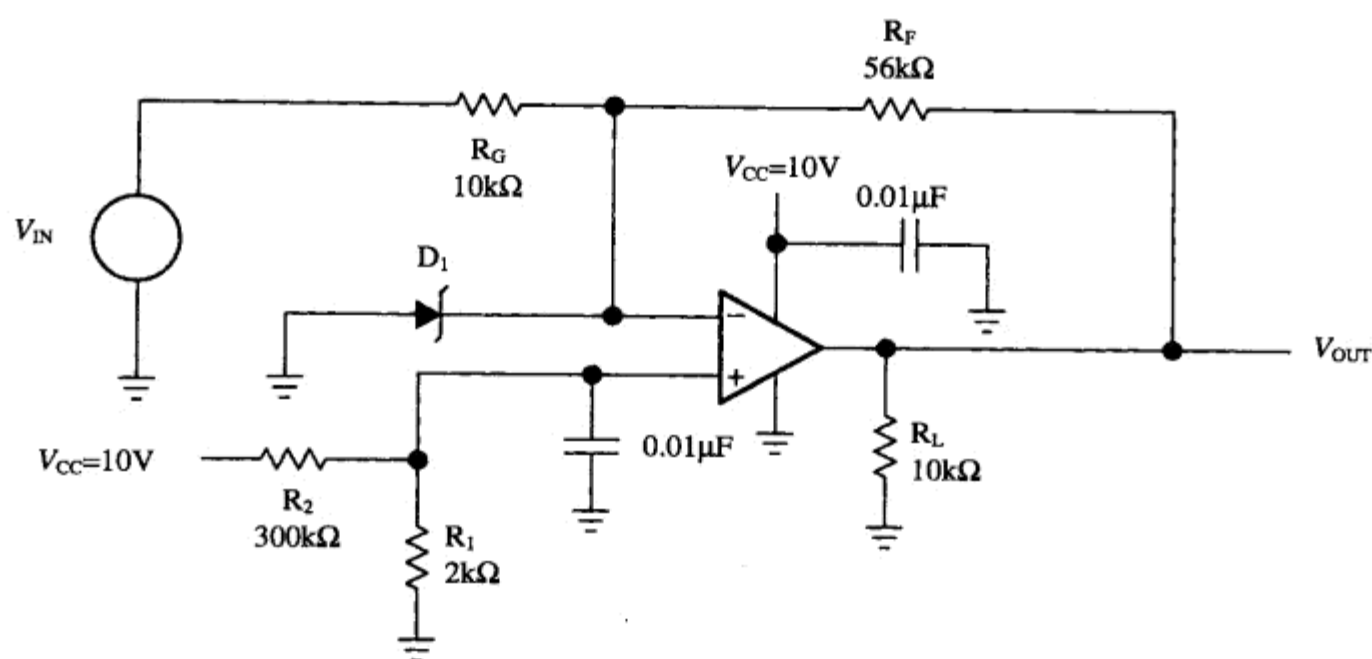 R_F
56kΩ
R_G
10kΩ
V_CC=10V
0.01μF
V_IN
D_1
−
+
V_OUT
V_CC=10V
R_2
300kΩ
0.01μF
R_L
10kΩ
R_1
2kΩ